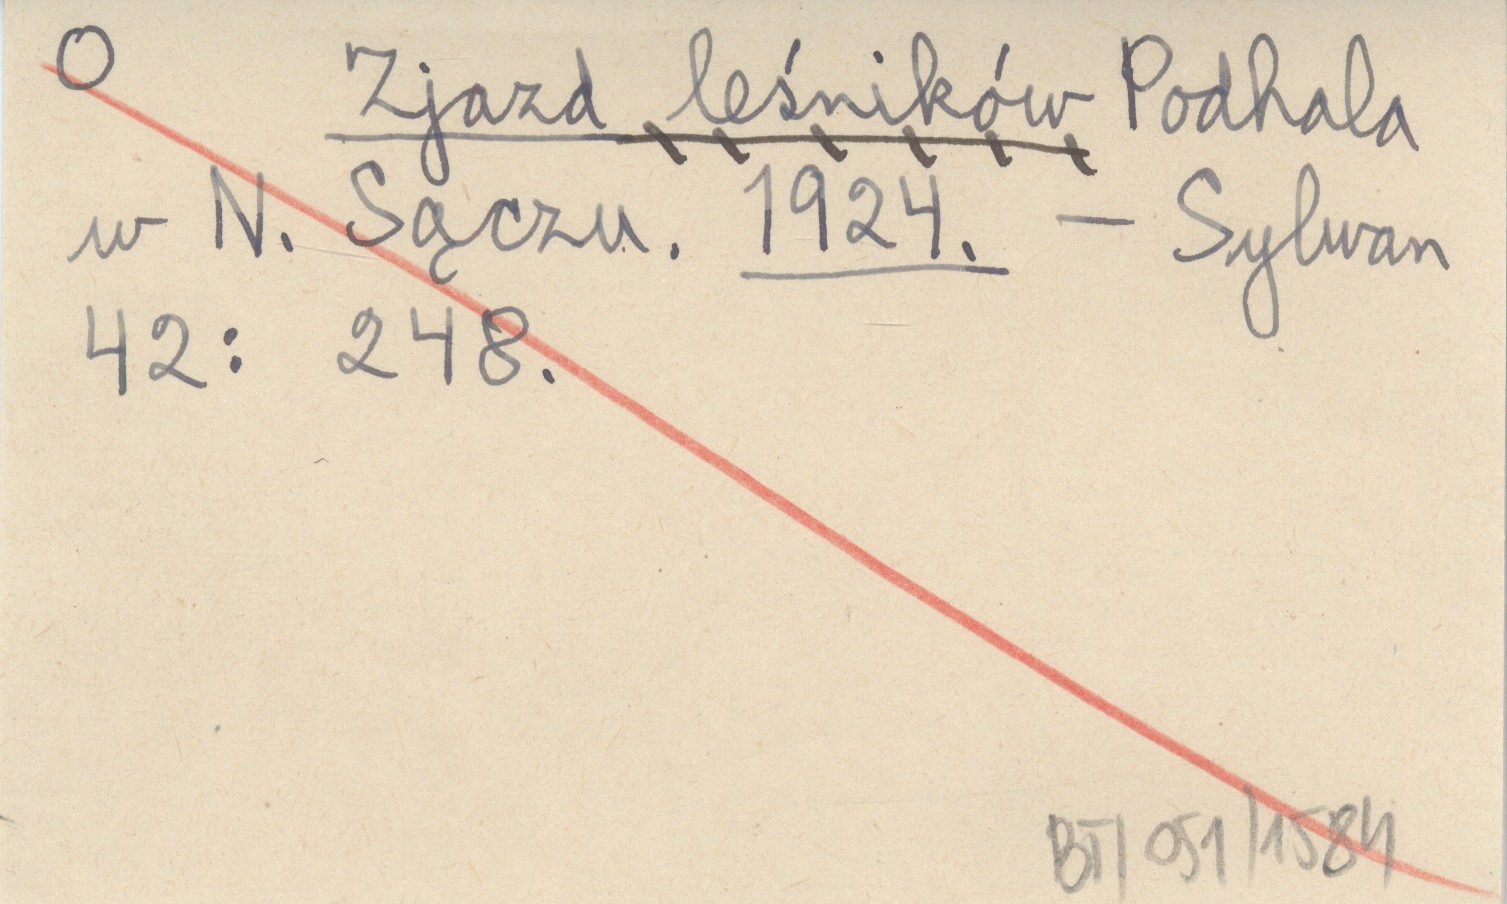 O Zjazd leśników Podhala
w N. Sączu. 1924. — Sylwan
42: 248.
BT/051/1584